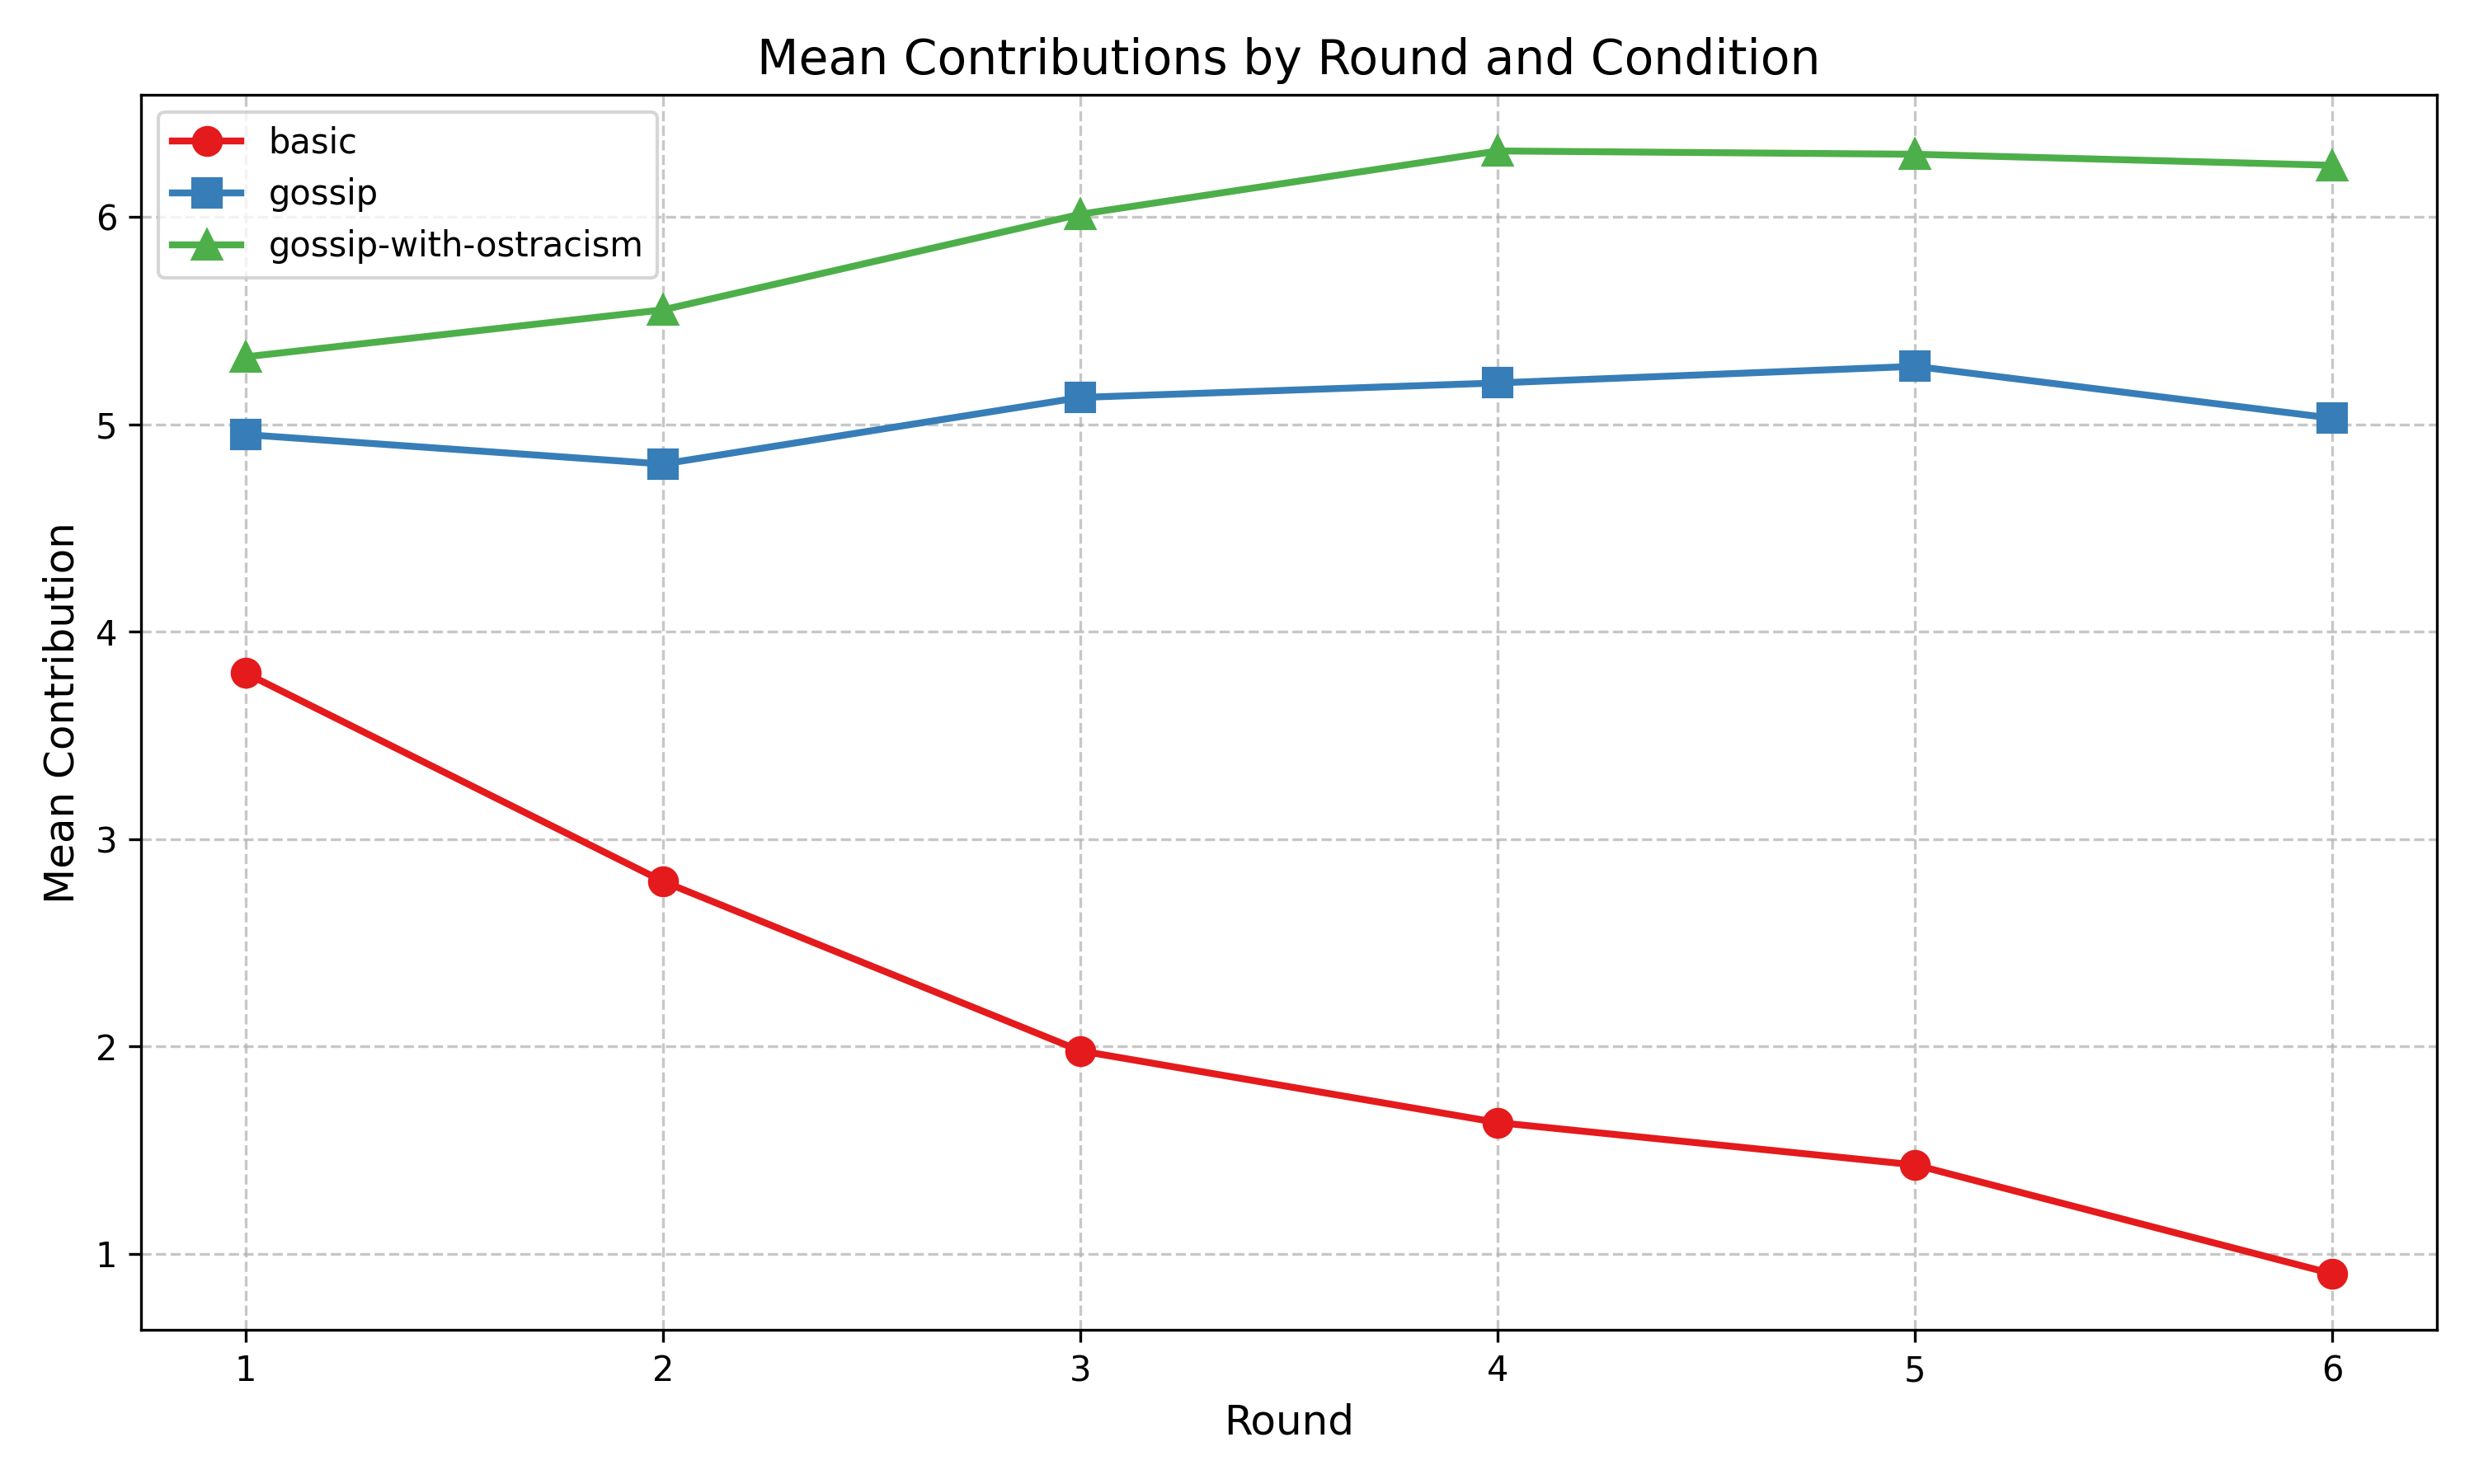 Mean Contributions by Round and Condition
basic
gossip
gossip-with-ostracism
Mean Contribution
6
5
4
3
2
1
1 2 3 4 5 6
Round